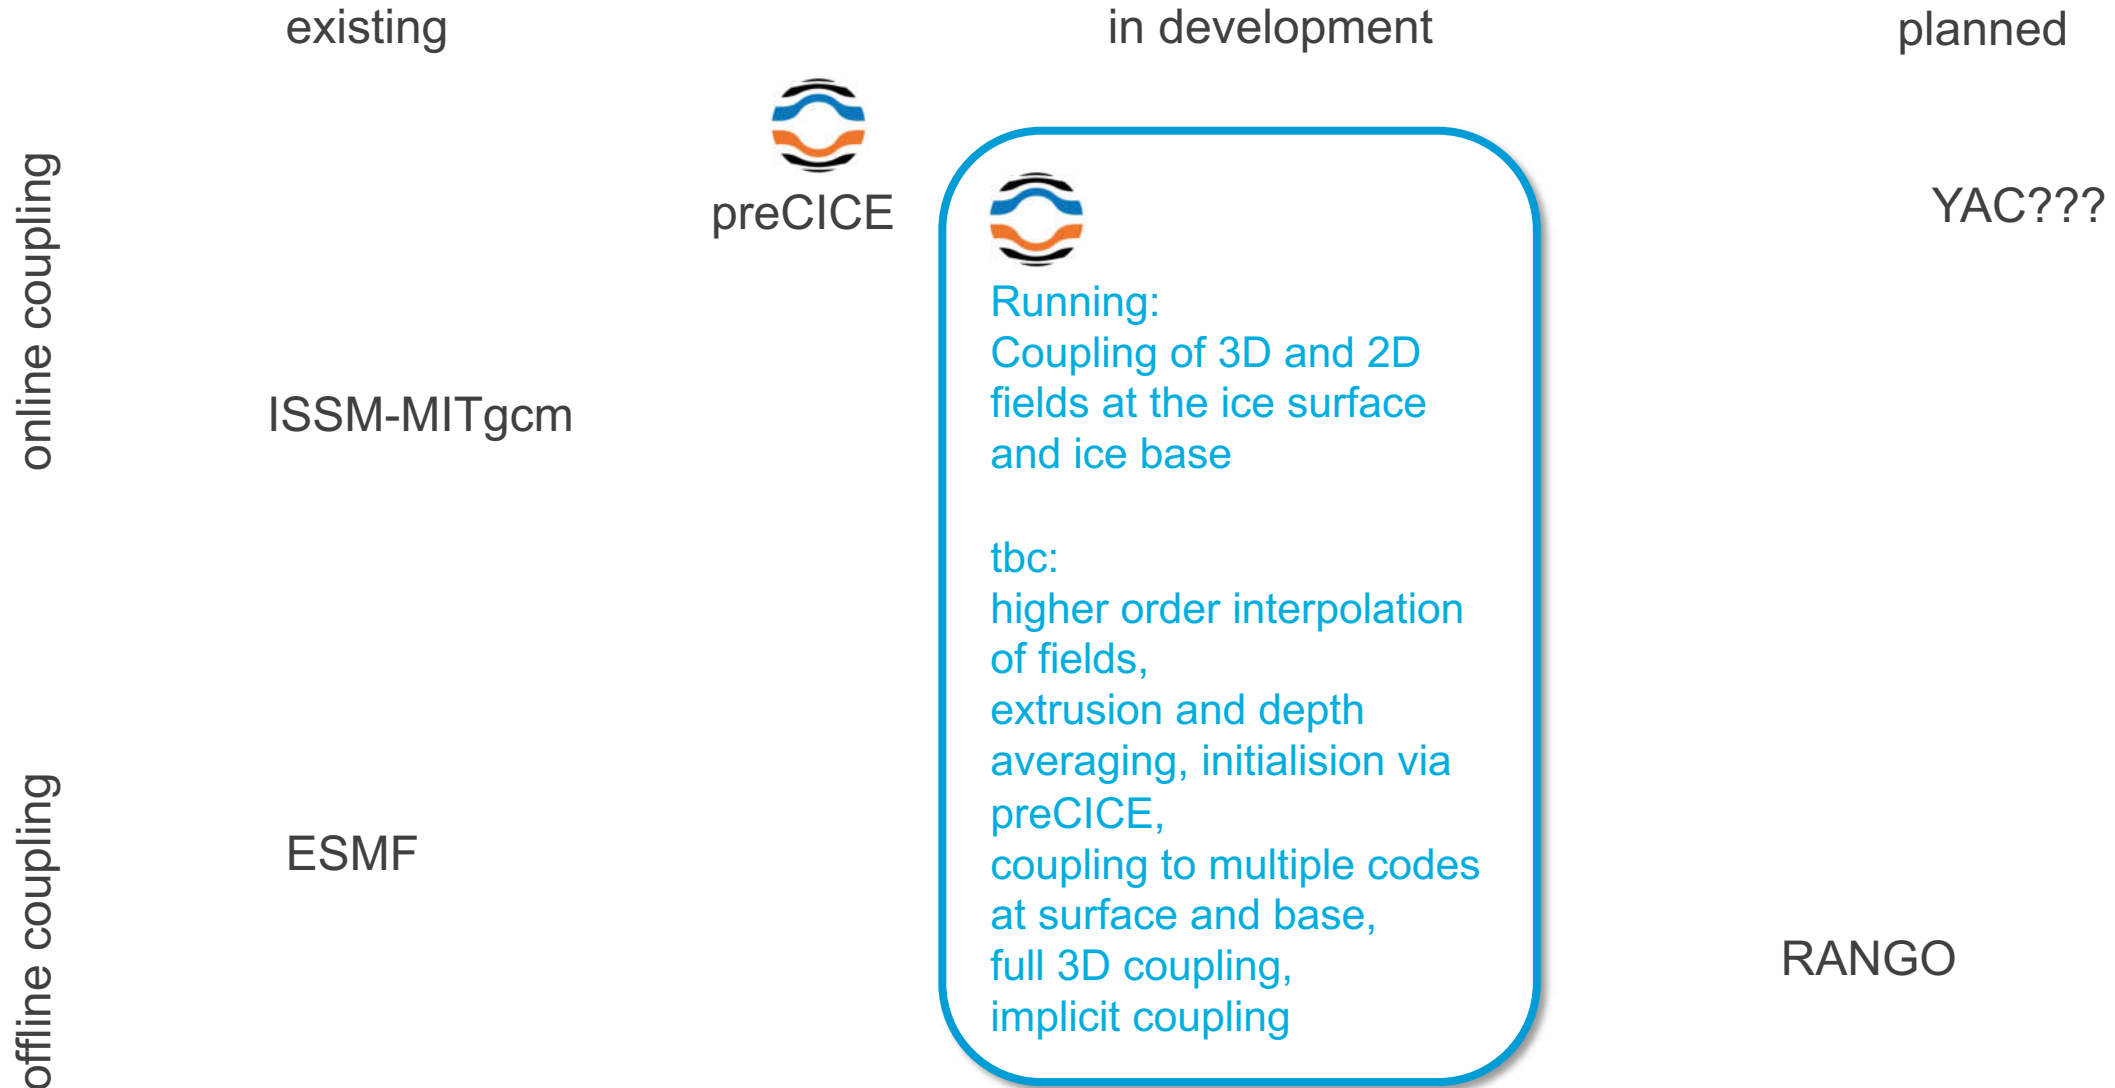 existing
in development
planned
online coupling
preCICE
YAC???
ISSM-MITgcm
Running:
Coupling of 3D and 2D
fields at the ice surface
and ice base
tbc:
higher order interpolation
of fields,
extrusion and depth
averaging, initialision via
preCICE,
coupling to multiple codes
at surface and base,
full 3D coupling,
implicit coupling
offline coupling
ESMF
RANGO